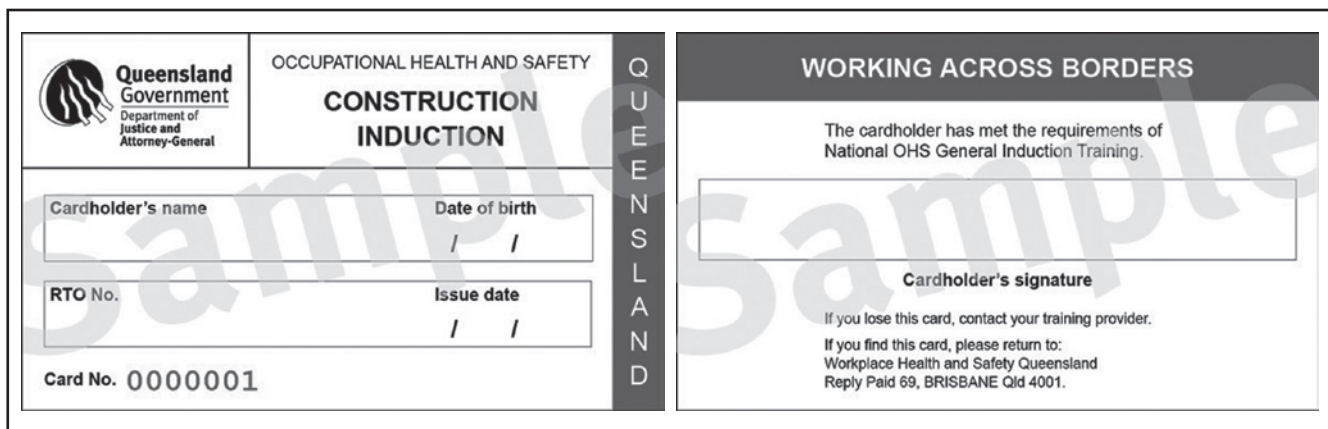 Queensland
Government
Department of
Justice and
Attorney-General
OCCUPATIONAL HEALTH AND SAFETY
CONSTRUCTION
INDUCTION
QUEENSLAND
Cardholder's name Date of birth
/ /
RTO No. Issue date
/ /
Card No. 0000001
Sample
WORKING ACROSS BORDERS
The cardholder has met the requirements of
National OHS General Induction Training.
Cardholder's signature
If you lose this card, contact your training provider.
If you find this card, please return to:
Workplace Health and Safety Queensland
Reply Paid 69, BRISBANE Qld 4001.
Sample